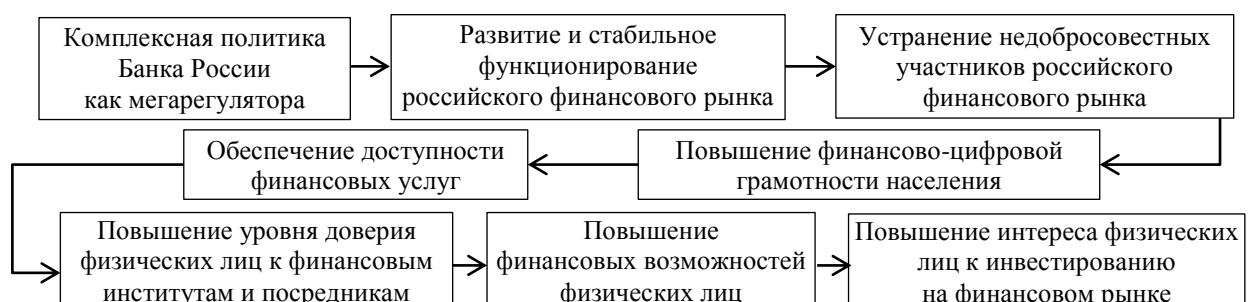 Комплексная политика
Банка России
как мегарегулятора
Развитие и стабильное
функционирование
российского финансового рынка
Устранение недобросовестных
участников российского
финансового рынка
Повышение финансово-цифровой
грамотности населения
Обеспечение доступности
финансовых услуг
Повышение уровня доверия
физических лиц к финансовым
институтам и посредникам
Повышение
финансовых возможностей
физических лиц
Повышение интереса физических
лиц к инвестированию
на финансовом рынке